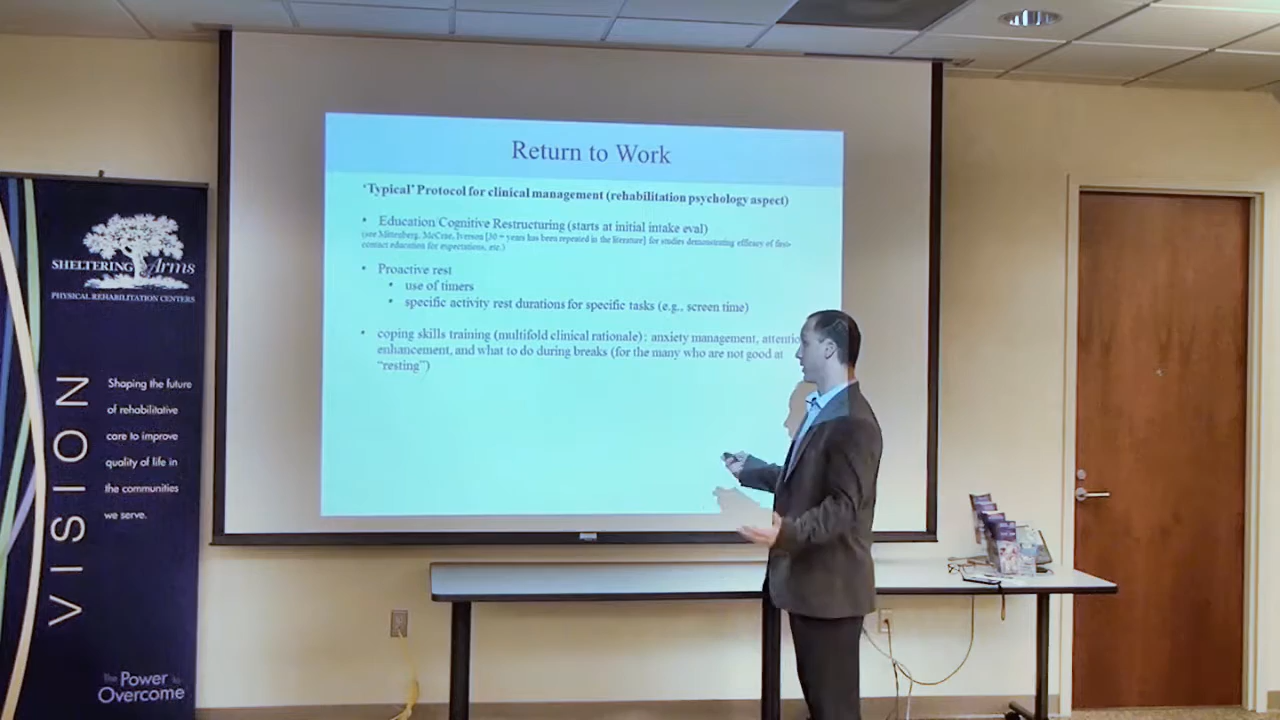 Return to Work
'Typical' Protocol for clinical management (rehabilitation psychology aspect)
• Education/Cognitive Restructuring (starts at initial intake eval)
(see Mittenberg, McCrae, Iverson [30 + years has been repeated in the literature] for studies demonstrating efficacy of first-
contact education for expectations, etc.)
• Proactive rest
• use of timers
• specific activity rest durations for specific tasks (e.g., screen time)
• coping skills training (multifold clinical rationale): anxiety management, attentio
enhancement, and what to do during breaks (for the many who are not good at
"resting")
SHELTERING Arms
PHYSICAL REHABILITATION CENTERS
VISION
Shaping the future
of rehabilitative
care to improve
quality of life in
the communities
we serve.
The Power to
Overcome